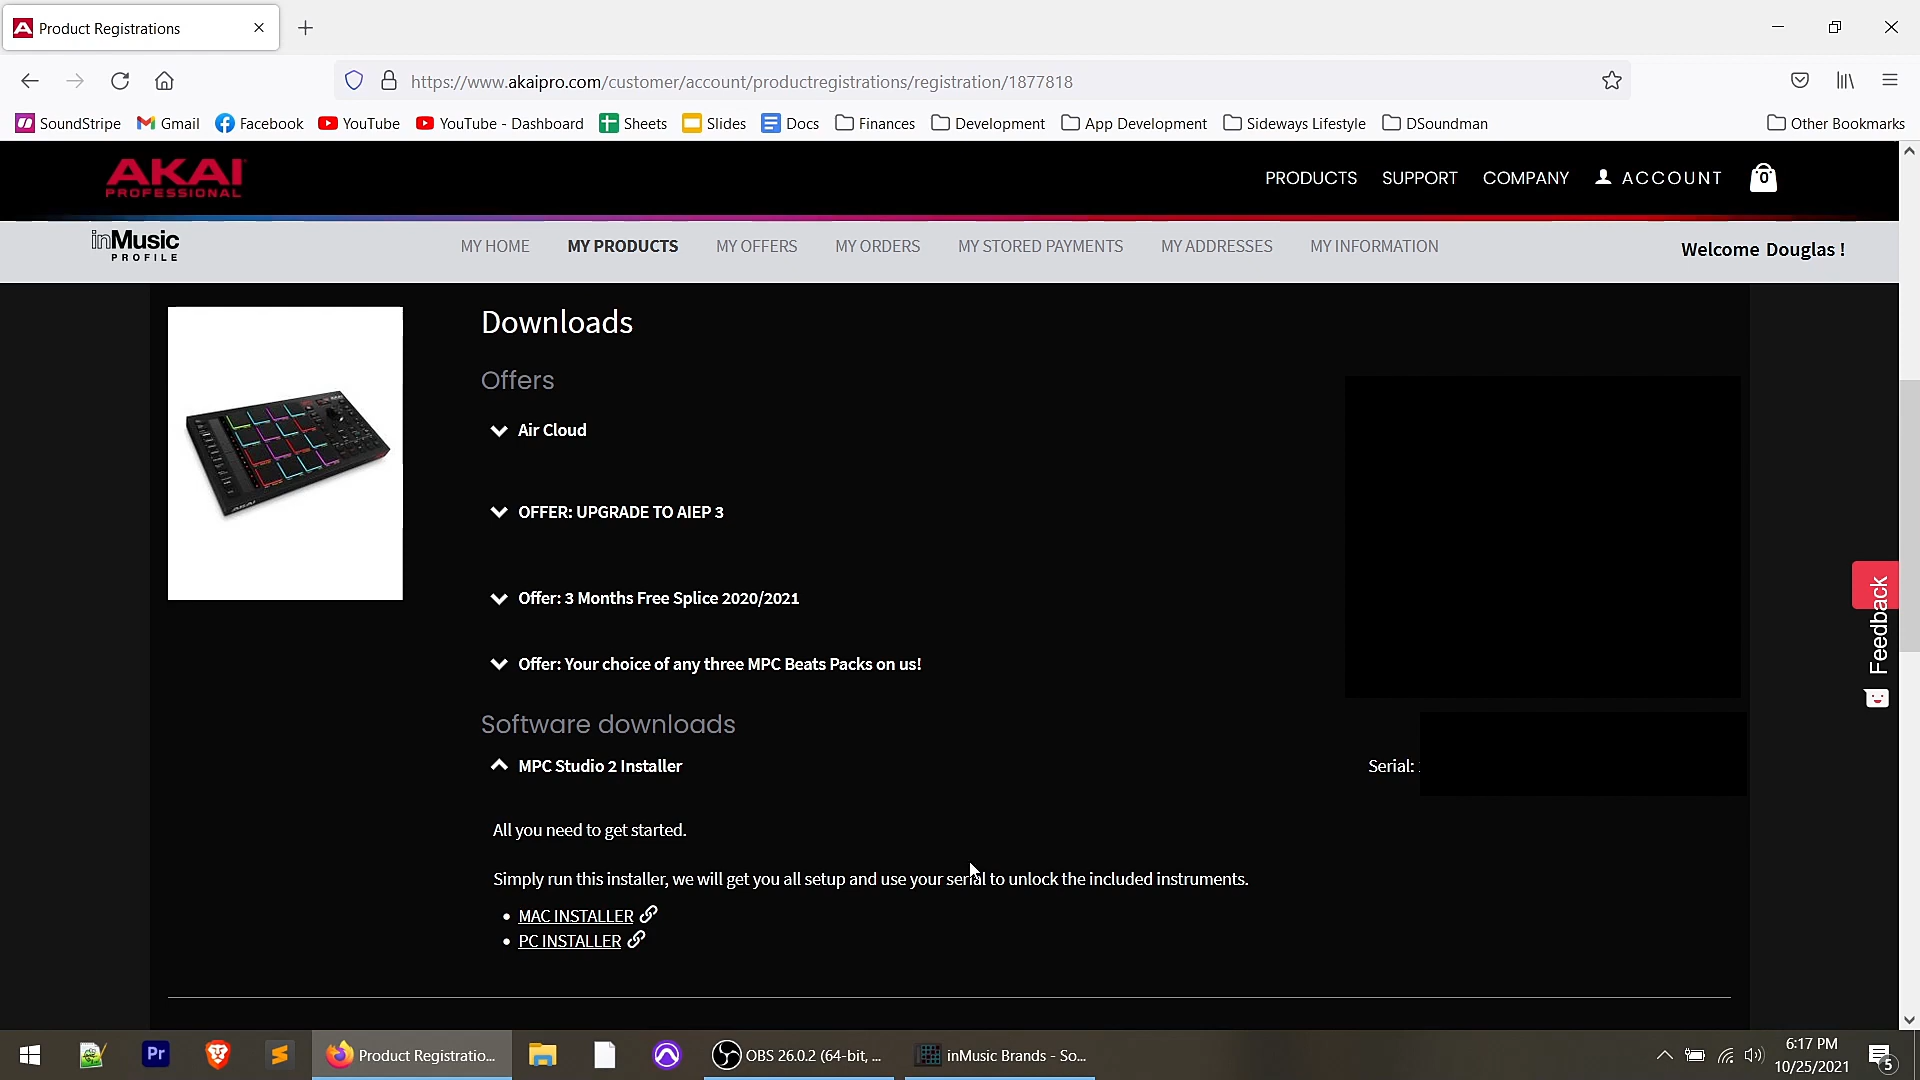 Product Registrations
https://www.akaipro.com/customer/account/productregistrations/registration/1877818
SoundStripe Gmail Facebook YouTube YouTube - Dashboard Sheets Slides Docs Finances Development App Development Sideways Lifestyle DSoundman Other Bookmarks
AKAI
PROFESSIONAL
PRODUCTS SUPPORT COMPANY ACCOUNT 0
inMusic
PROFILE
MY HOME MY PRODUCTS MY OFFERS MY ORDERS MY STORED PAYMENTS MY ADDRESSES MY INFORMATION
Welcome Douglas !
Downloads
Offers
Air Cloud
OFFER: UPGRADE TO AIEP 3
Offer: 3 Months Free Splice 2020/2021
Offer: Your choice of any three MPC Beats Packs on us!
Feedback
Software downloads
MPC Studio 2 Installer
Serial:
All you need to get started.
Simply run this installer, we will get you all setup and use your serial to unlock the included instruments.
• MAC INSTALLER
• PC INSTALLER
AKAI
Pr
Product Registratio...
OBS 26.0.2 (64-bit, ...
inMusic Brands - So...
6:17 PM
10/25/2021
5